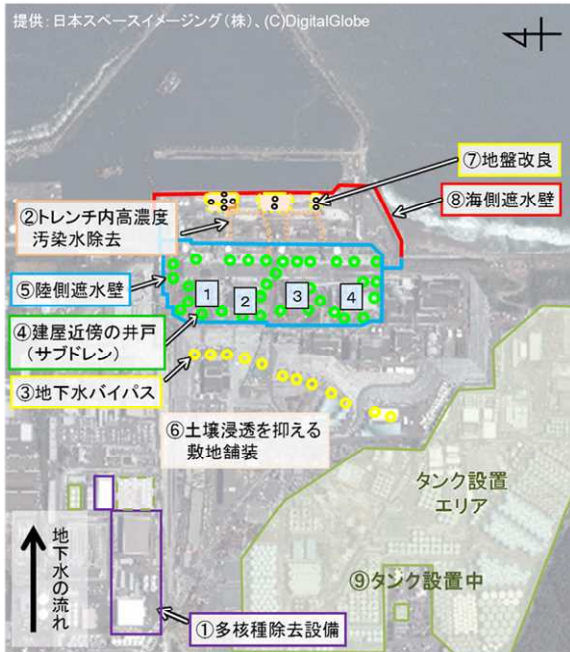 提供：日本スペースイメージング（株）、(C)DigitalGlobe
⑦地盤改良
⑧海側遮水壁
②トレンチ内高濃度
汚染水除去
⑤陸側遮水壁
1
2
3
4
④建屋近傍の井戸
（サブドレン）
③地下水バイパス
⑥土壌浸透を抑える
敷地舗装
タンク設置
エリア
地下水の流れ
⑨タンク設置中
①多核種除去設備